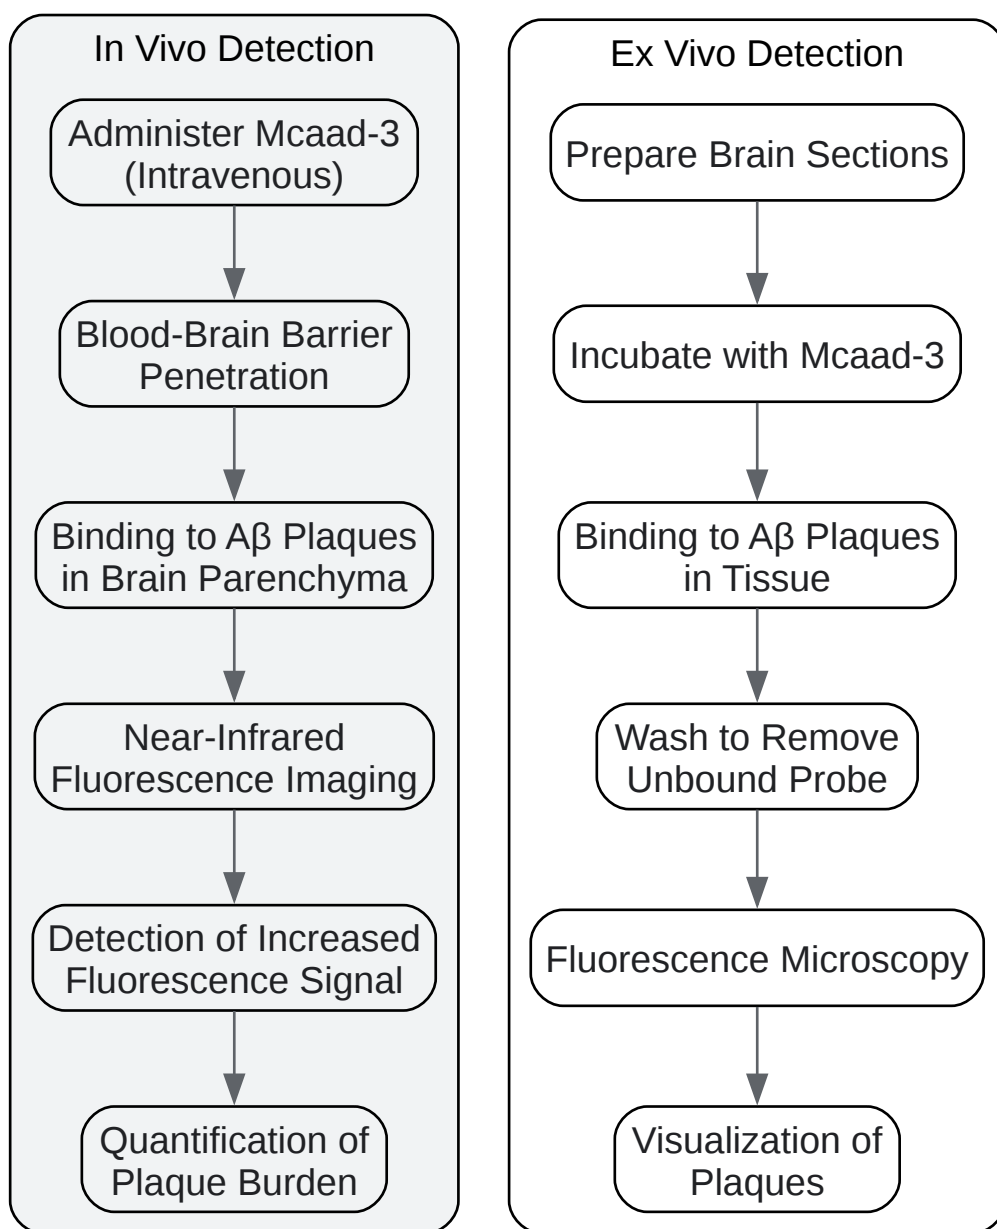 In Vivo Detection
Administer Mcaad-3
(Intravenous)
Blood-Brain Barrier
Penetration
Binding to Aβ Plaques
in Brain Parenchyma
Near-Infrared
Fluorescence Imaging
Detection of Increased
Fluorescence Signal
Quantification of
Plaque Burden
Ex Vivo Detection
Prepare Brain Sections
Incubate with Mcaad-3
Binding to Aβ Plaques
in Tissue
Wash to Remove
Unbound Probe
Fluorescence Microscopy
Visualization of
Plaques